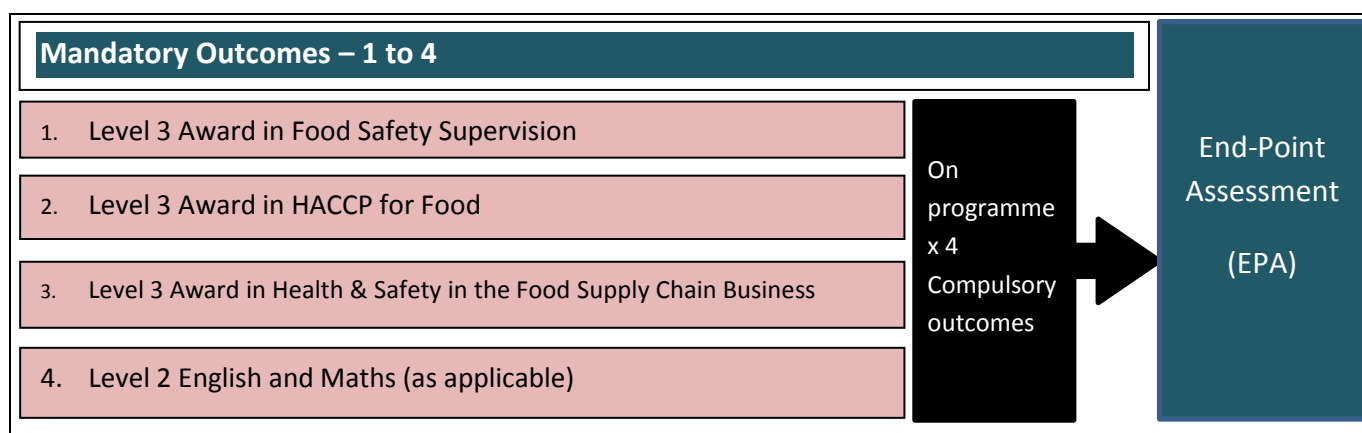 Mandatory Outcomes – 1 to 4
1. Level 3 Award in Food Safety Supervision
2. Level 3 Award in HACCP for Food
3. Level 3 Award in Health & Safety in the Food Supply Chain Business
4. Level 2 English and Maths (as applicable)
On
programme
x 4
Compulsory
outcomes
End-Point
Assessment
(EPA)